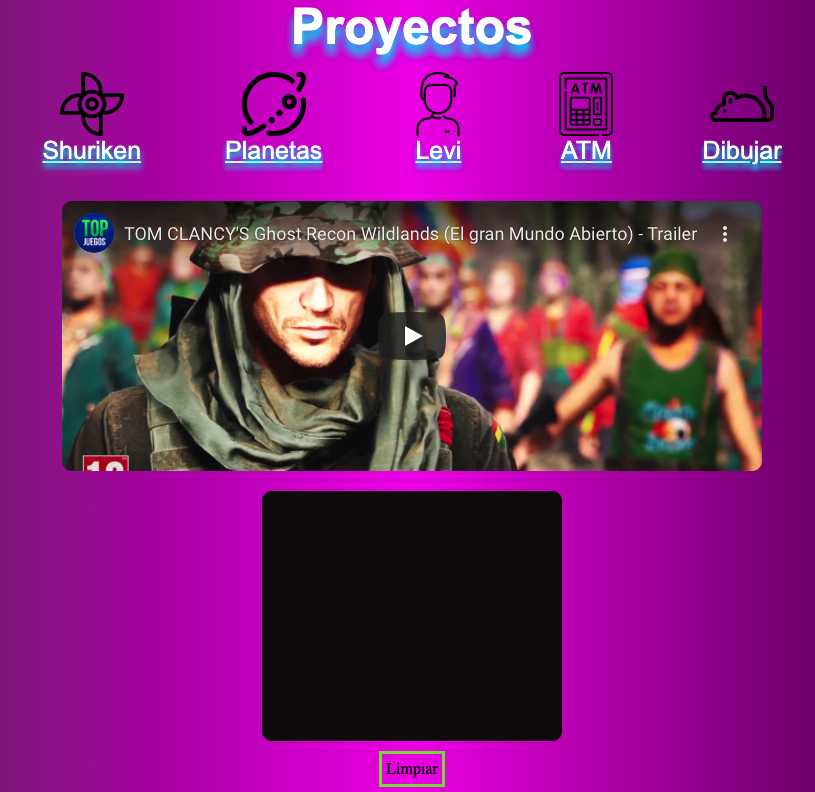 Proyectos
ATM
Shuriken Planetas Levi ATM Dibujar
TOP
JUEGOS
TOM CLANCY'S Ghost Recon Wildlands (El gran Mundo Abierto) - Trailer
Limpiar